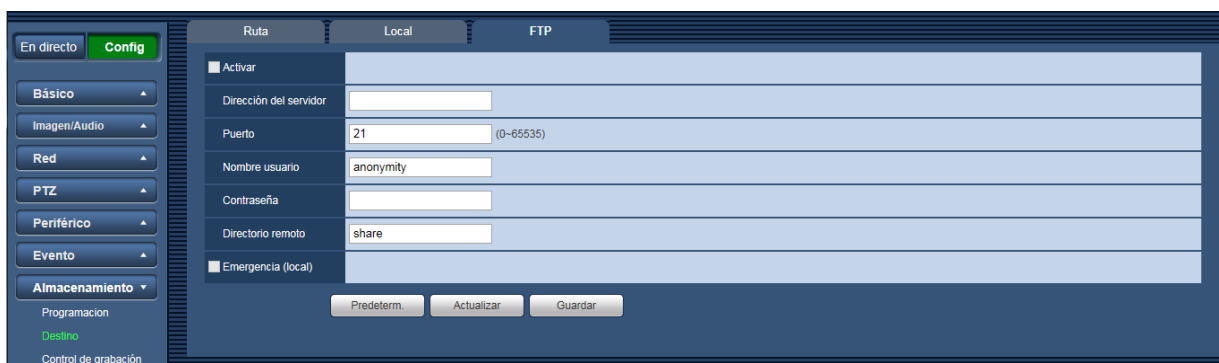 Ruta Local FTP
En directo Config
Activar
Básico
Dirección del servidor
Imagen/Audio
Puerto 21 (0~65535)
Red
Nombre usuario anonymity
PTZ
Contraseña
Periférico
Directorio remoto share
Evento
Emergencia (local)
Almacenamiento
Predeterm. Actualizar Guardar
Programacion
Destino
Control de grabación